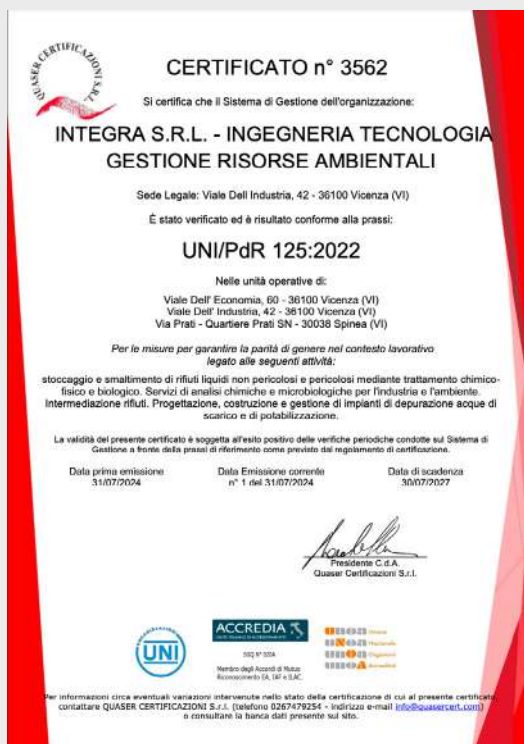 QUASER CERTIFICAZIONI S.R.L.
CERTIFICATO n° 3562
Si certifica che il Sistema di Gestione dell'organizzazione:
INTEGRA S.R.L. - INGEGNERIA TECNOLOGIA
GESTIONE RISORSE AMBIENTALI
Sede Legale: Viale Dell Industria, 42 - 36100 Vicenza (VI)
È stato verificato ed è risultato conforme alla prassi:
UNI/PdR 125:2022
Nelle unità operative di:
Viale Dell' Economia, 60 - 36100 Vicenza (VI)
Viale Dell' Industria, 42 - 36100 Vicenza (VI)
Via Prati - Quartiere Prati SN - 30038 Spinea (VI)
Per le misure per garantire la parità di genere nel contesto lavorativo
legato alle seguenti attività:
stoccaggio e smaltimento di rifiuti liquidi non pericolosi e pericolosi mediante trattamento chimico-
fisico e biologico. Servizi di analisi chimiche e microbiologiche per l'industria e l'ambiente.
Intermediazione rifiuti. Progettazione, costruzione e gestione di impianti di depurazione acque di
scarico e di potabilizzazione.
La validità del presente certificato è soggetta all'esito positivo delle verifiche periodiche condotte sul Sistema di
Gestione a fronte della prassi di riferimento come previsto dal regolamento di certificazione.
Data prima emissione
31/07/2024
Data Emissione corrente
n° 1 del 31/07/2024
Data di scadenza
30/07/2027
Presidente C.d.A.
Quaser Certificazioni S.r.l.
UNI
ACCREDIA
Membro degli Accordi di Mutuo
Riconoscimento EA, IAF e ILAC.
Per informazioni circa eventuali variazioni intervenute nello stato della certificazione di cui al presente certificato,
contattare QUASER CERTIFICAZIONI S.r.l. (telefono 0267479254 - indirizzo e-mail info@quasercert.com)
o consultare la banca dati presente sul sito.